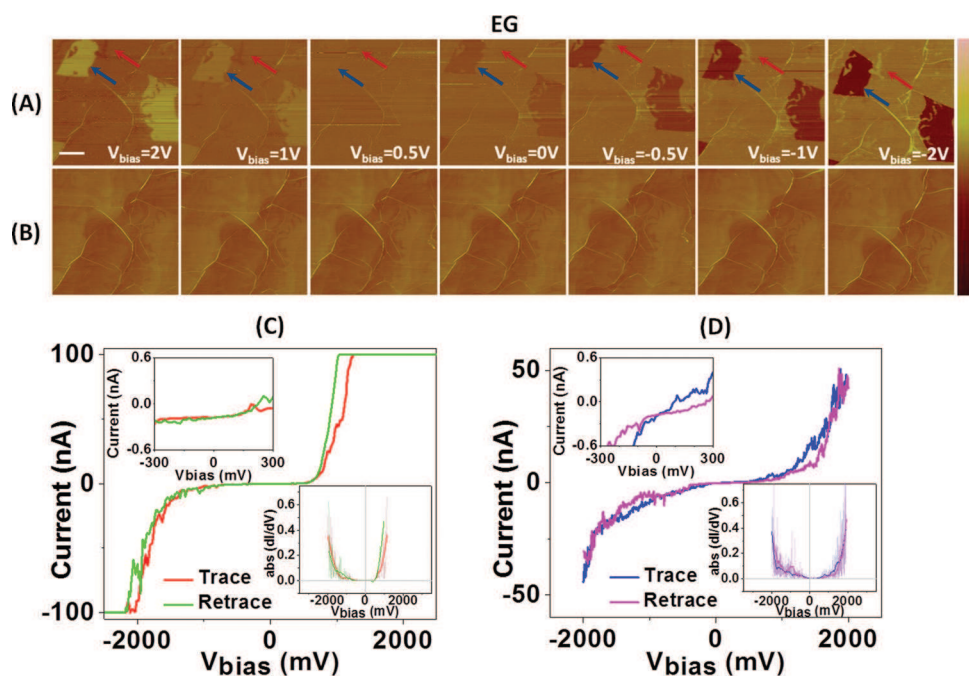 EG
(A)
Vbias=2V
Vbias=1V
Vbias=0.5V
Vbias=0V
Vbias=-0.5V
Vbias=-1V
Vbias=-2V
(B)
(C)
100
0
-100
Current (nA)
-2000
0
2000
Vbias (mV)
0.6
0.0
-0.6
Current (nA)
-300
0
300
Vbias (mV)
abs (dI/dV)
0.6
0.4
0.2
0.0
-2000
0
2000
Vbias (mV)
Trace
Retrace
(D)
50
0
-50
Current (nA)
-2000
0
2000
Vbias (mV)
0.6
0.0
-0.6
Current (nA)
-300
0
300
Vbias (mV)
abs (dI/dV)
0.6
0.4
0.2
0.0
-2000
0
2000
Vbias (mV)
Trace
Retrace